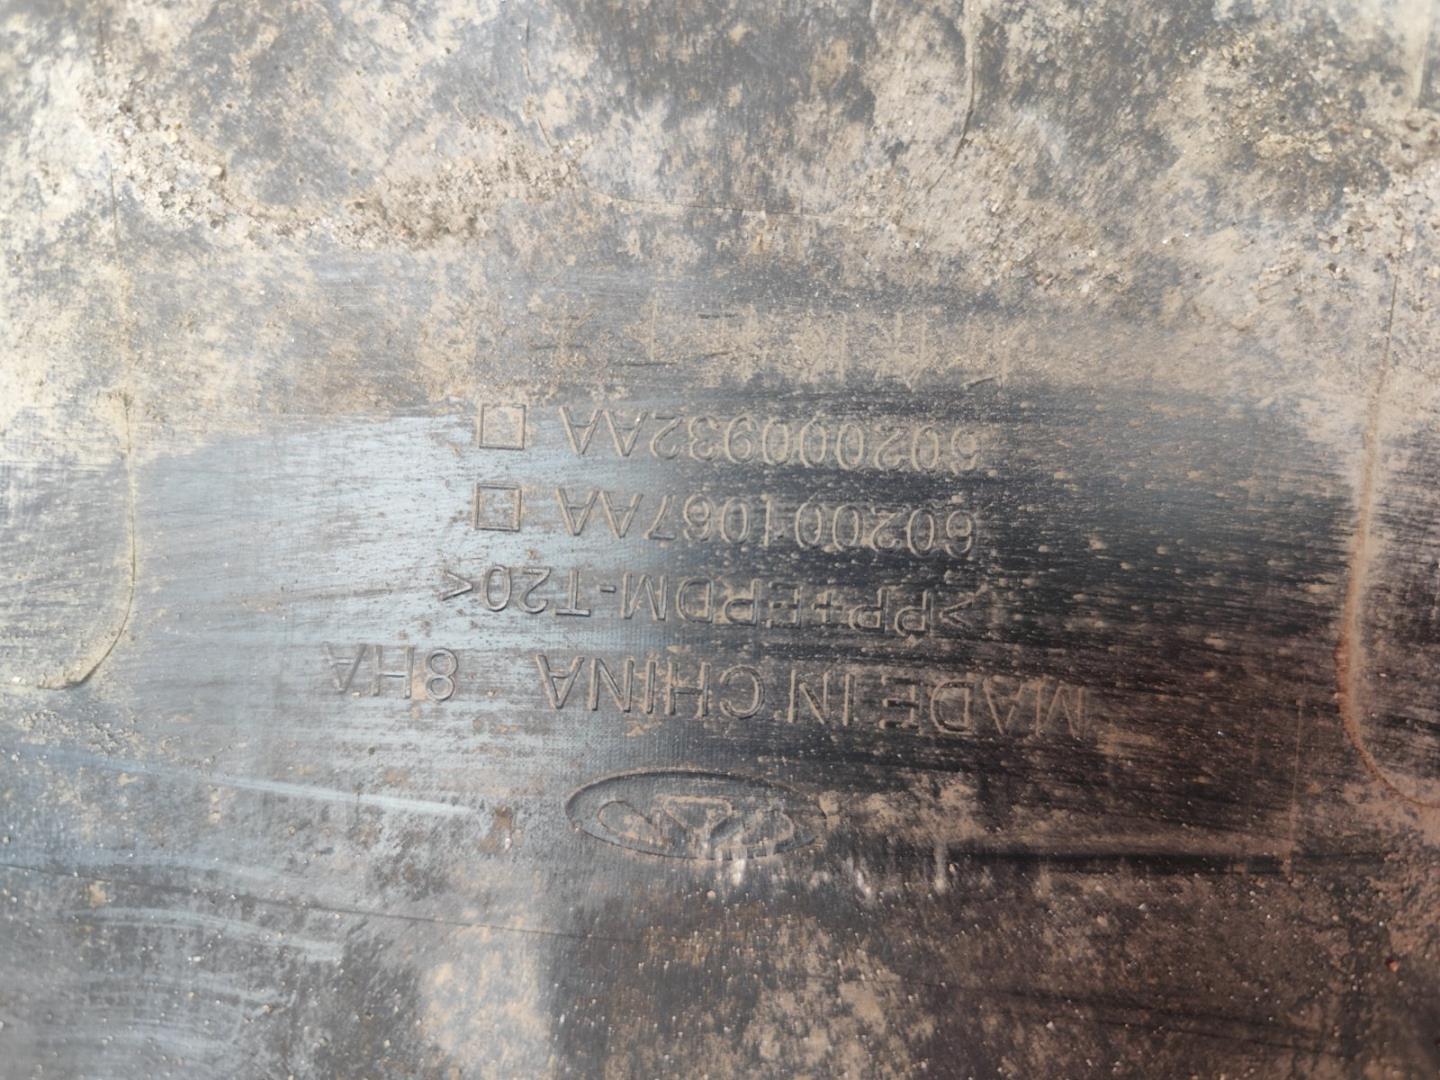 MADE IN CHINA 8HA
>PP+EPDM-T20<
602001067AA □
602000932AA □